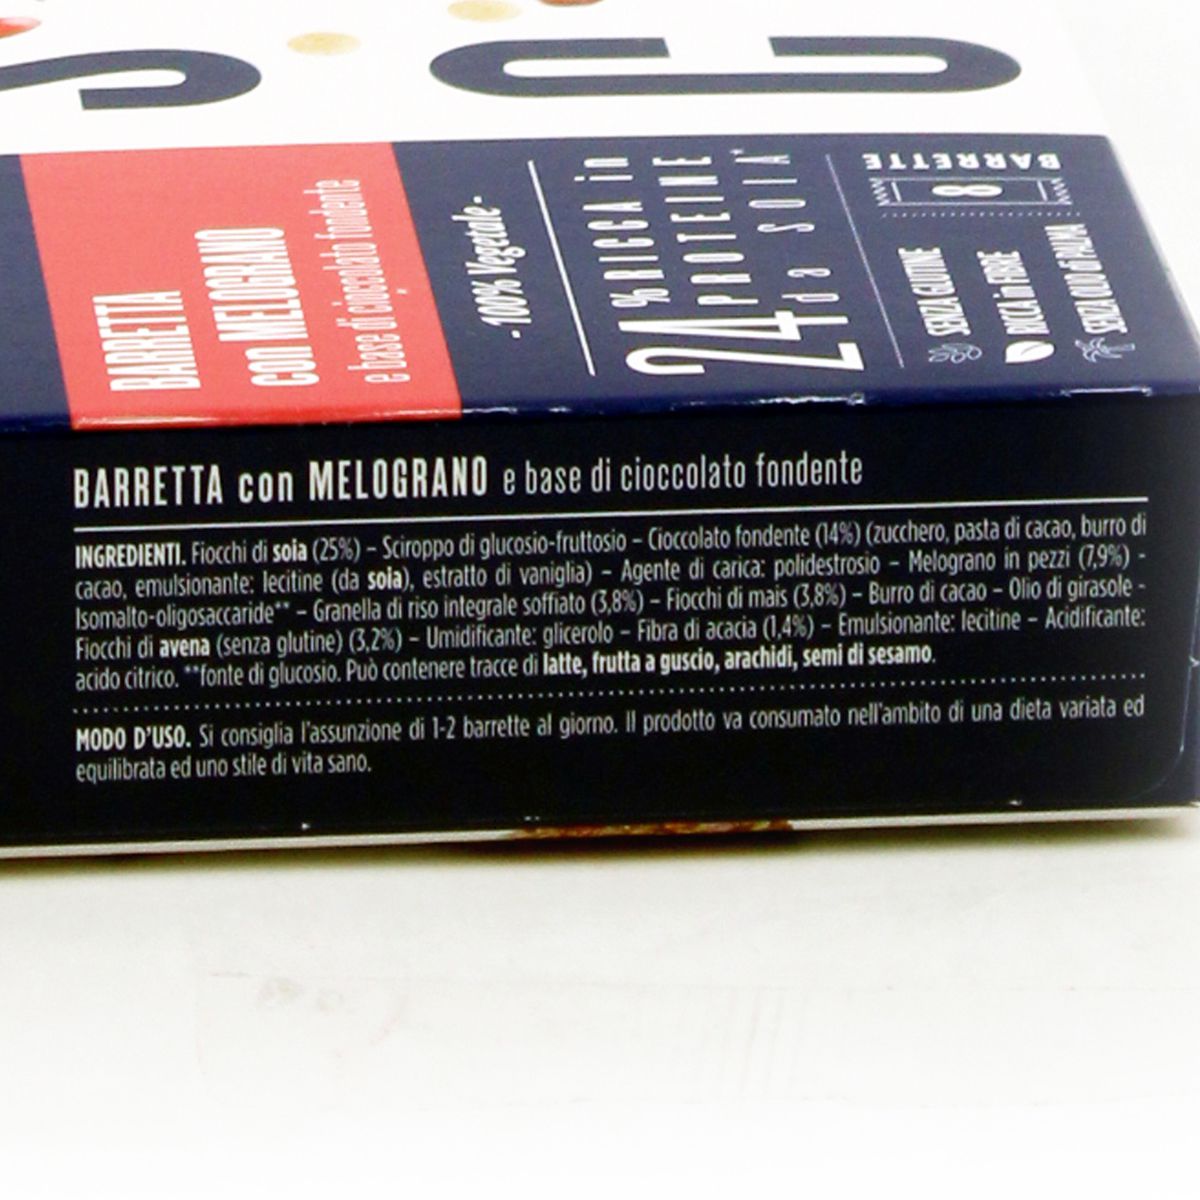 BARRETTA
con MELOGRANO
e base di cioccolato fondente
- 100% Vegetale -
24% RICCA in
PROTEINE
da SOIA*
8
BARRETTE
SENZA GLUTINE
RICCA in FIBRE
SENZA OLIO di PALMA
BARRETTA con MELOGRANO e base di cioccolato fondente
INGREDIENTI. Fiocchi di soia (25%) – Sciroppo di glucosio-fruttosio – Cioccolato fondente (14%) (zucchero, pasta di cacao, burro di
cacao, emulsionante: lecitine (da soia), estratto di vaniglia) – Agente di carica: polidestrosio – Melograno in pezzi (7,9%) -
Isomalto-oligosaccaride** – Granella di riso integrale soffiato (3,8%) – Fiocchi di mais (3,8%) – Burro di cacao – Olio di girasole -
Fiocchi di avena (senza glutine) (3,2%) – Umidificante: glicerolo – Fibra di acacia (1,4%) – Emulsionante: lecitine – Acidificante:
acido citrico. **fonte di glucosio. Può contenere tracce di latte, frutta a guscio, arachidi, semi di sesamo.
MODO D'USO. Si consiglia l'assunzione di 1-2 barrette al giorno. Il prodotto va consumato nell'ambito di una dieta variata ed
equilibrata ed uno stile di vita sano.